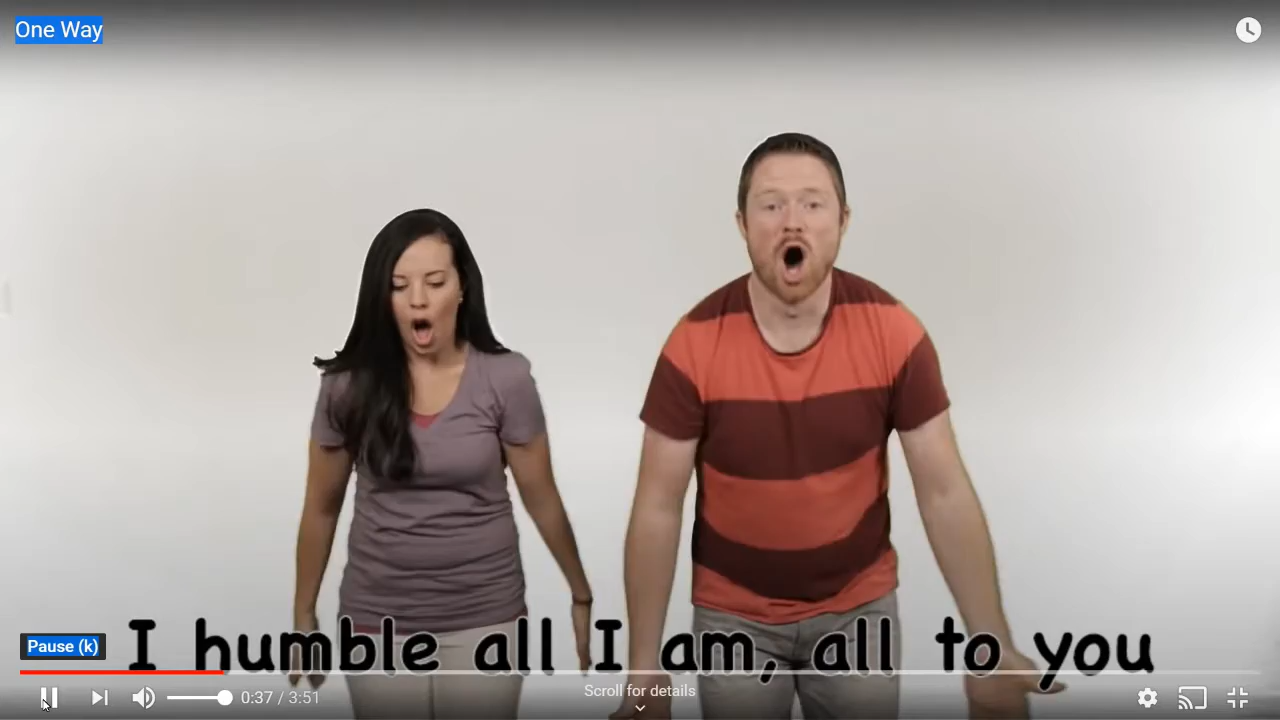 One Way
I humble all I am, all to you
Pause (k)
0:37 / 3:51
Scroll for details